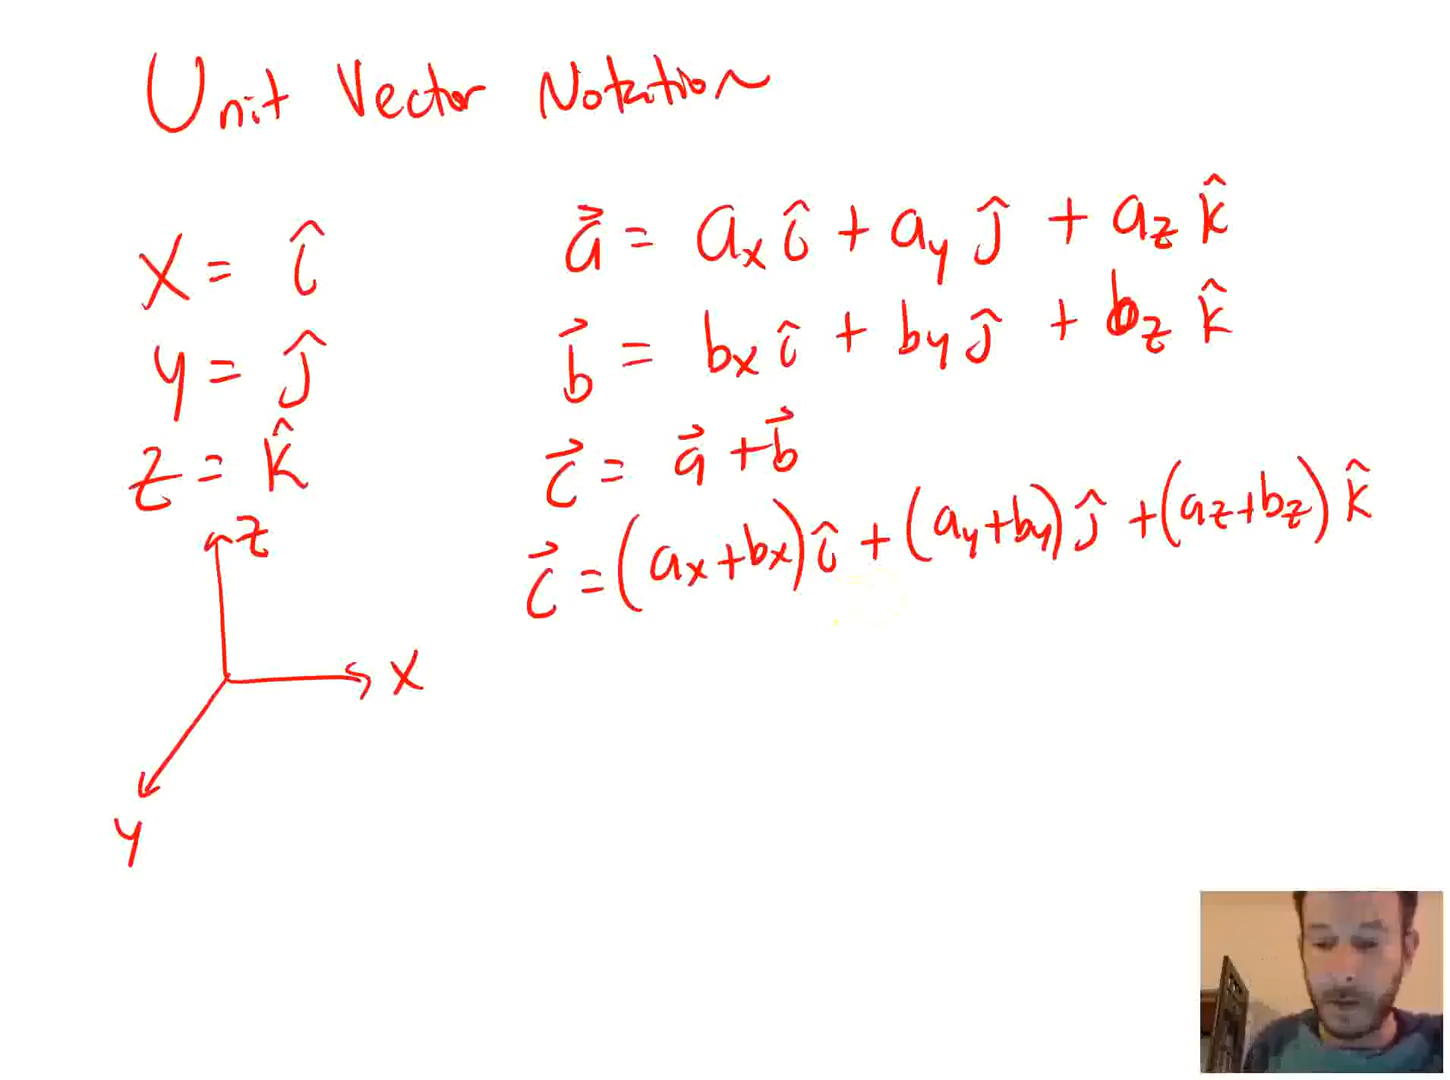 Unit Vector Notation
x = î
y = ĵ
z = k̂
z
x
y
a⃗ = aₓ î + a_y ĵ + a_z k̂
b⃗ = bₓ î + b_y ĵ + b_z k̂
c⃗ = a⃗ + b⃗
c⃗ = (aₓ + bₓ) î + (a_y + b_y) ĵ + (a_z + b_z) k̂